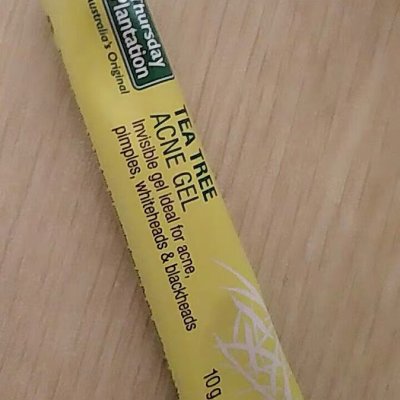 Thursday
Plantation
Australia's Original
TEA TREE
ACNE GEL
Invisible gel ideal for acne,
pimples, whiteheads & blackheads
10g